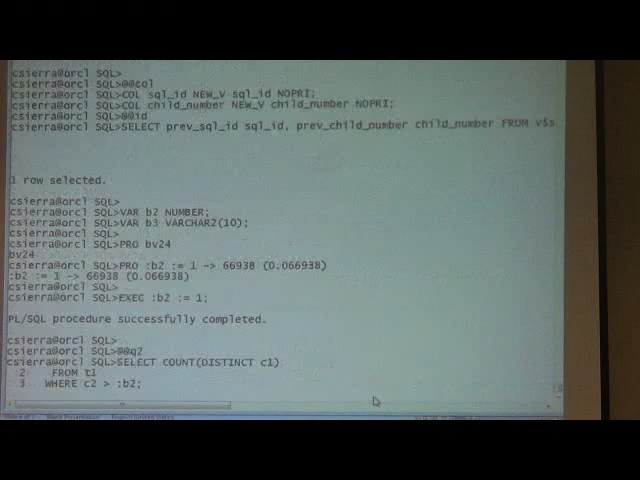 csierra@orcl SQL>
csierra@orcl SQL>@@col
csierra@orcl SQL>COL sql_id NEW_V sql_id NOPRI;
csierra@orcl SQL>COL child_number NEW_V child_number NOPRI;
csierra@orcl SQL>@@id
csierra@orcl SQL>SELECT prev_sql_id sql_id, prev_child_number child_number FROM v$s
1 row selected.
csierra@orcl SQL>
csierra@orcl SQL>VAR b2 NUMBER;
csierra@orcl SQL>VAR b3 VARCHAR2(10);
csierra@orcl SQL>
csierra@orcl SQL>PRO bv24
bv24
csierra@orcl SQL>PRO :b2 := 1 -> 66938 (0.066938)
:b2 := 1 -> 66938 (0.066938)
csierra@orcl SQL>
csierra@orcl SQL>EXEC :b2 := 1;
PL/SQL procedure successfully completed.
csierra@orcl SQL>
csierra@orcl SQL>@@q2
csierra@orcl SQL>SELECT COUNT(DISTINCT c1)
2 FROM t1
3 WHERE c2 > :b2;
Blank Presentation English (United States)